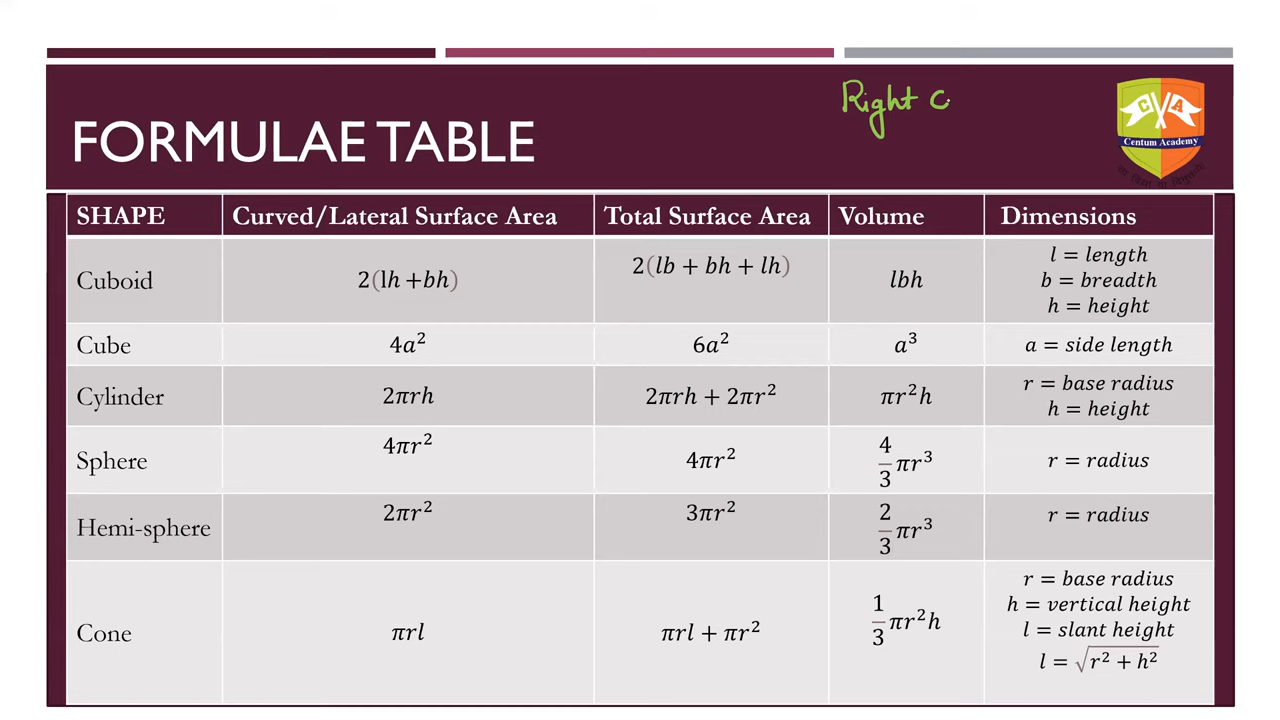 Right C
FORMULAE TABLE
C A
Centum Academy
SHAPE Curved/Lateral Surface Area Total Surface Area Volume Dimensions
Cuboid 2(lh +bh) 2(lb + bh + lh) lbh l = length
b = breadth
h = height
Cube 4a² 6a² a³ a = side length
Cylinder 2πrh 2πrh + 2πr² πr²h r = base radius
h = height
Sphere 4πr² 4πr² 4/3 πr³ r = radius
Hemi-sphere 2πr² 3πr² 2/3 πr³ r = radius
Cone πrl πrl + πr² 1/3 πr²h r = base radius
h = vertical height
l = slant height
l = √(r² + h²)